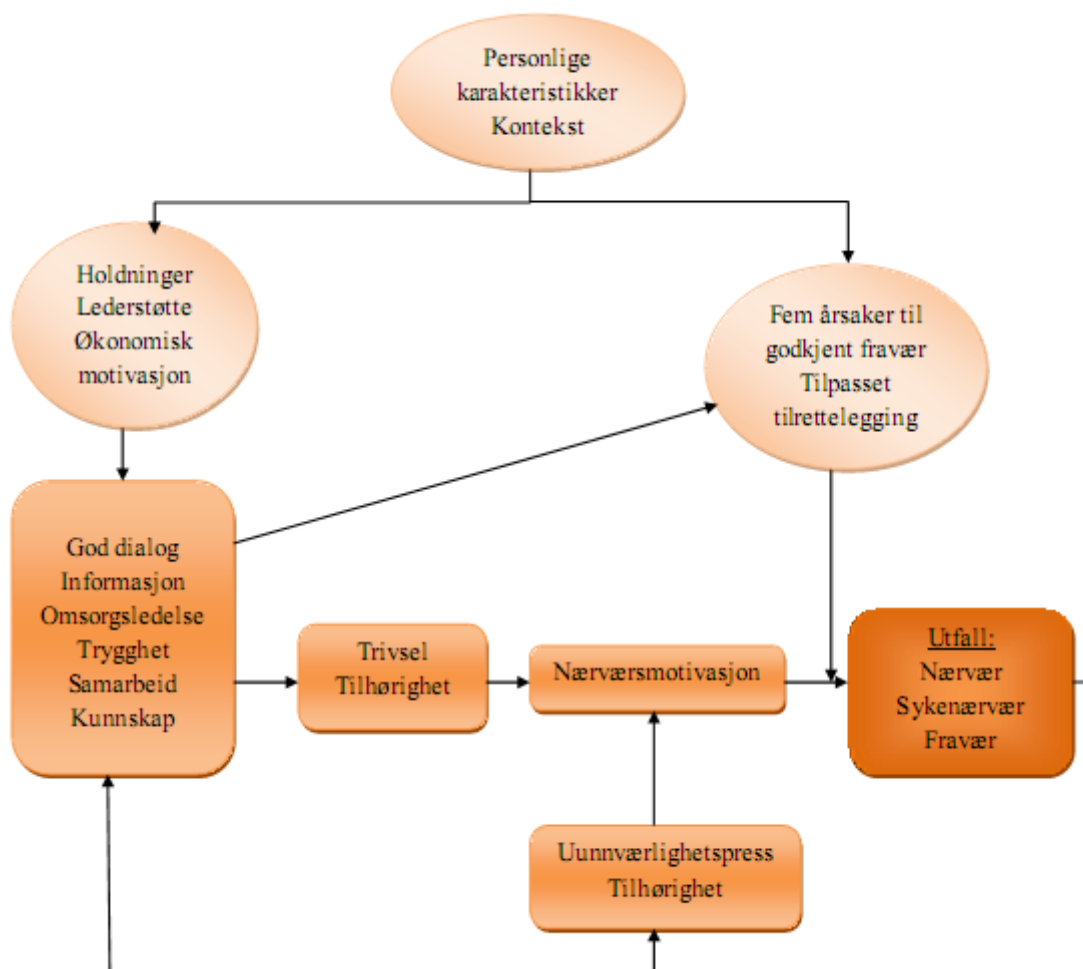 Personlige
karakteristikker
Kontekst
Holdninger
Lederstøtte
Økonomisk
motivasjon
Fem årsaker til
godkjent fravær
Tilpasset
tilrettelegging
God dialog
Informasjon
Omsorgsledelse
Trygghet
Samarbeid
Kunnskap
Trivsel
Tilhørighet
Nærværsmotivasjon
Utfall:
Nærvær
Sykenærvær
Fravær
Uunnværlighetspress
Tilhørighet